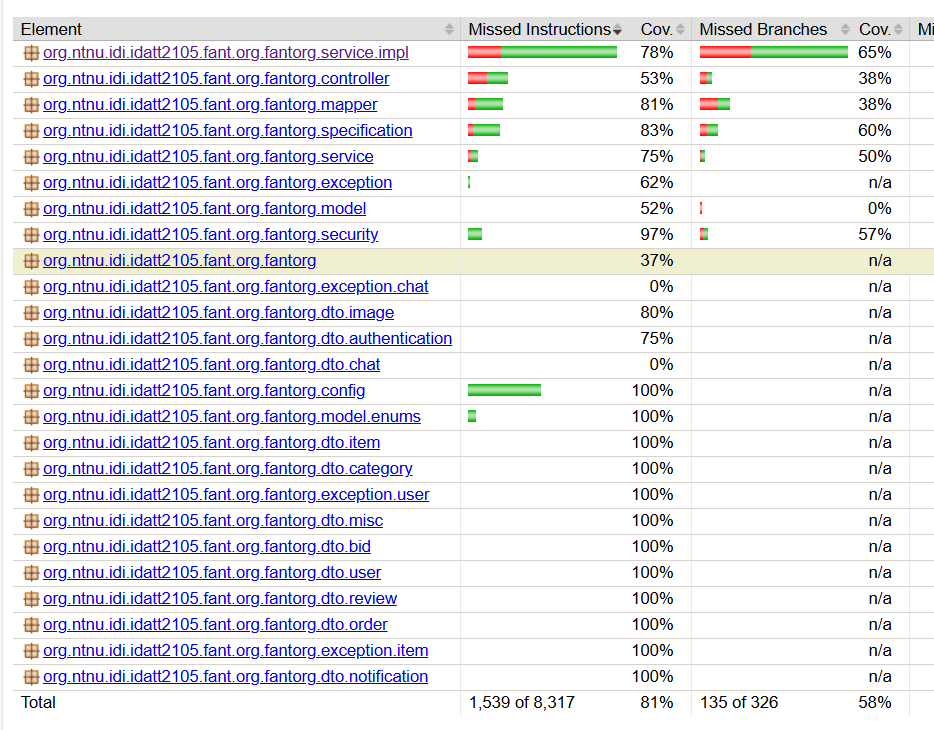 Element Missed Instructions Cov. Missed Branches Cov. Mi
org.ntnu.idi.idatt2105.fant.org.fantorg.service.impl 78% 65%
org.ntnu.idi.idatt2105.fant.org.fantorg.controller 53% 38%
org.ntnu.idi.idatt2105.fant.org.fantorg.mapper 81% 38%
org.ntnu.idi.idatt2105.fant.org.fantorg.specification 83% 60%
org.ntnu.idi.idatt2105.fant.org.fantorg.service 75% 50%
org.ntnu.idi.idatt2105.fant.org.fantorg.exception 62% n/a
org.ntnu.idi.idatt2105.fant.org.fantorg.model 52% 0%
org.ntnu.idi.idatt2105.fant.org.fantorg.security 97% 57%
org.ntnu.idi.idatt2105.fant.org.fantorg 37% n/a
org.ntnu.idi.idatt2105.fant.org.fantorg.exception.chat 0% n/a
org.ntnu.idi.idatt2105.fant.org.fantorg.dto.image 80% n/a
org.ntnu.idi.idatt2105.fant.org.fantorg.dto.authentication 75% n/a
org.ntnu.idi.idatt2105.fant.org.fantorg.dto.chat 0% n/a
org.ntnu.idi.idatt2105.fant.org.fantorg.config 100% n/a
org.ntnu.idi.idatt2105.fant.org.fantorg.model.enums 100% n/a
org.ntnu.idi.idatt2105.fant.org.fantorg.dto.item 100% n/a
org.ntnu.idi.idatt2105.fant.org.fantorg.dto.category 100% n/a
org.ntnu.idi.idatt2105.fant.org.fantorg.exception.user 100% n/a
org.ntnu.idi.idatt2105.fant.org.fantorg.dto.misc 100% n/a
org.ntnu.idi.idatt2105.fant.org.fantorg.dto.bid 100% n/a
org.ntnu.idi.idatt2105.fant.org.fantorg.dto.user 100% n/a
org.ntnu.idi.idatt2105.fant.org.fantorg.dto.review 100% n/a
org.ntnu.idi.idatt2105.fant.org.fantorg.dto.order 100% n/a
org.ntnu.idi.idatt2105.fant.org.fantorg.exception.item 100% n/a
org.ntnu.idi.idatt2105.fant.org.fantorg.dto.notification 100% n/a
Total 1,539 of 8,317 81% 135 of 326 58%